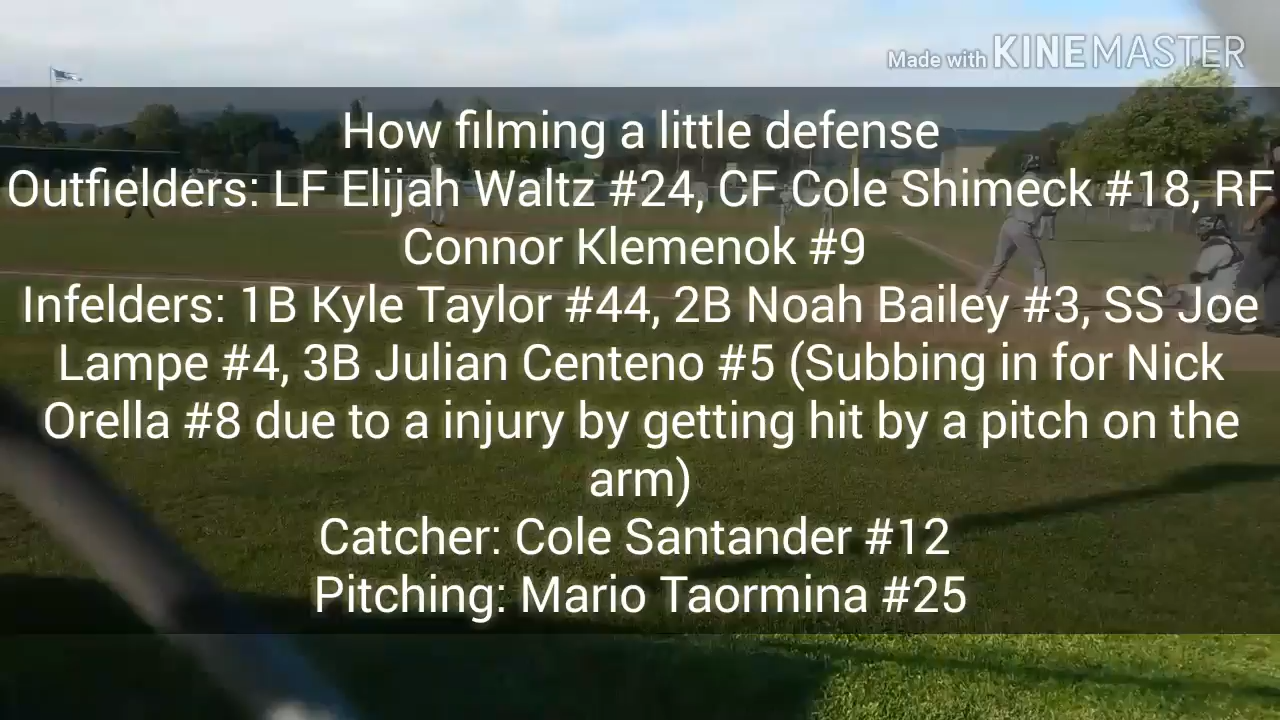 Made with KINEMASTER
How filming a little defense
Outfielders: LF Elijah Waltz #24, CF Cole Shimeck #18, RF
Connor Klemenok #9
Infelders: 1B Kyle Taylor #44, 2B Noah Bailey #3, SS Joe
Lampe #4, 3B Julian Centeno #5 (Subbing in for Nick
Orella #8 due to a injury by getting hit by a pitch on the
arm)
Catcher: Cole Santander #12
Pitching: Mario Taormina #25